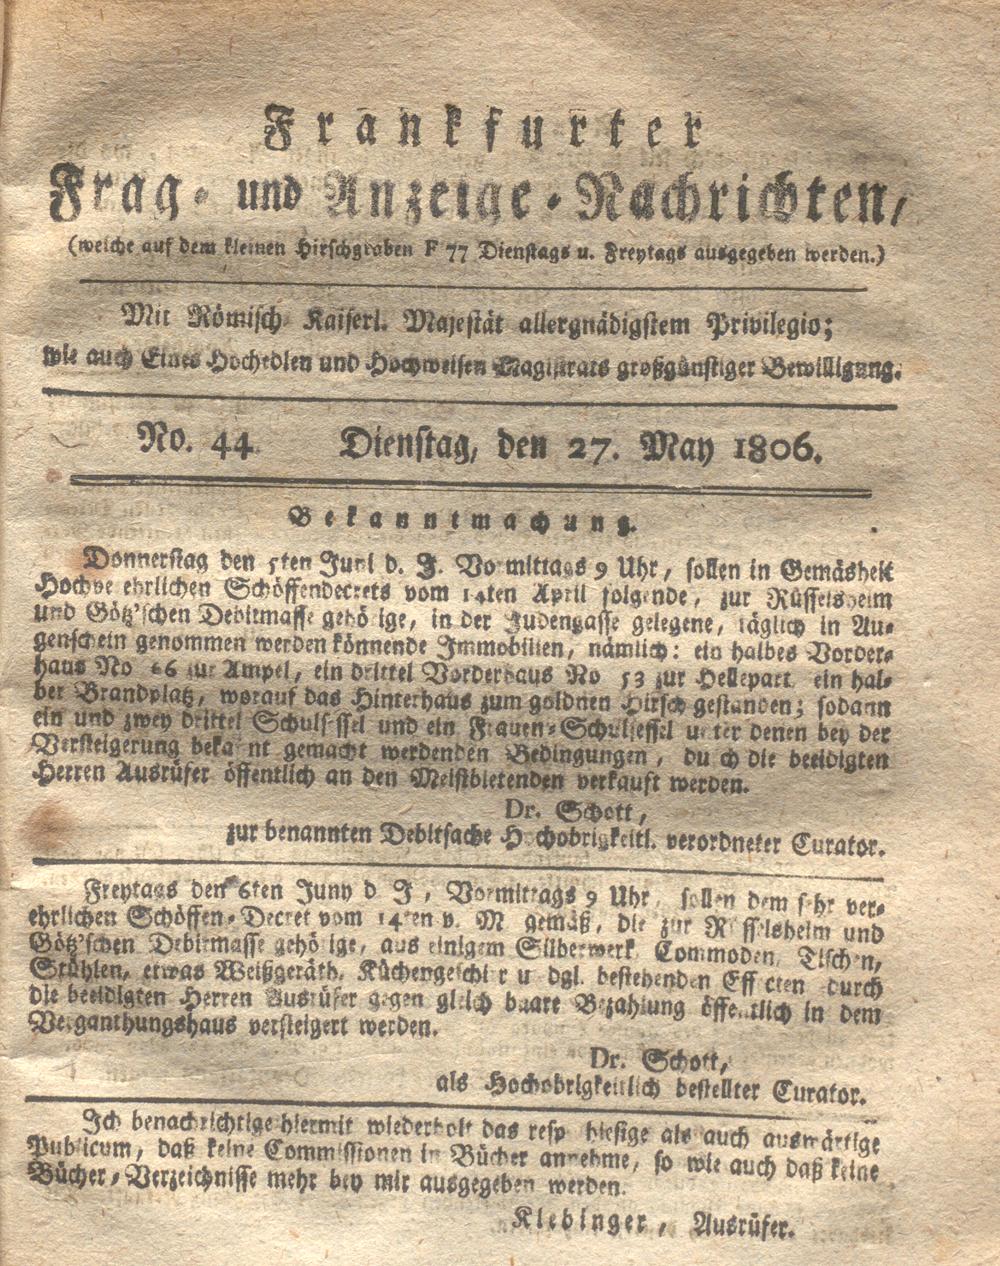 Frankfurter
Frag- und Anzeige-Nachrichten,
(welche auf dem kleinen Hirschgraben F 77 Dienstags u. Freytags ausgegeben werden.)
Mit Römisch Kaiserl. Majestät allergnädigstem Privilegio;
wie auch Eines Hochedlen und Hochweisen Magistrats großgünstiger Bewilligung.
No. 44. Dienstag, den 27. May 1806.
Bekanntmachung.
Donnerstag den 5ten Juni d. J. Vormittags 9 Uhr, sollen in Gemäsheit
Hochve ehrlichen Schöffendecrets vom 14ten April folgende, zur Rüsselsheim
und Götz'schen Debitmasse gehörige, in der Judengasse gelegene, täglich in Au-
genschein genommen werden könnende Immobilien, nämlich: ein halbes Vorder-
haus No 66 zur Ampel, ein drittel Vorderhaus No 53 zur Hellepart, ein hal-
ber Brandplatz, worauf das Hinterhaus zum goldnen Hirsch gestanden; sodann
ein und zwey drittel Schulsessel und ein Frauen-Schulsessel unter denen bey der
Versteigerung bekannt gemacht werdenden Bedingungen, durch die beeidigten
Herren Ausrüfer öffentlich an den Meistbietenden verkauft werden.
Dr. Schott,
zur benannten Debitsache Hochobrigkeitl. verordneter Curator.
Freytags den 6ten Juny d J, Vormittags 9 Uhr, sollen dem sehr ver-
ehrlichen Schöffen-Decret vom 14ten v. M gemäß, die zur Rüsselsheim und
Götz'schen Debitmasse gehörige, aus einigem Silberwerk, Commoden, Tischen,
Stühlen, etwas Weißgeräth, Küchengeschirr u dgl. bestehenden Effecten durch
die beeidigten Herren Ausrüfer gegen gleich baare Bezahlung öffentlich in dem
Verganthungshaus versteigert werden.
Dr. Schott,
als Hochobrigkeitlich bestellter Curator.
Ich benachrichtige hiermit wiederholt das resp hiesige als auch auswärtige
Publicum, daß keine Commissionen in Bücher annehme, so wie auch daß keine
Bücher-Verzeichnisse mehr bey mir ausgegeben werden.
Klebinger, Ausrüfer.